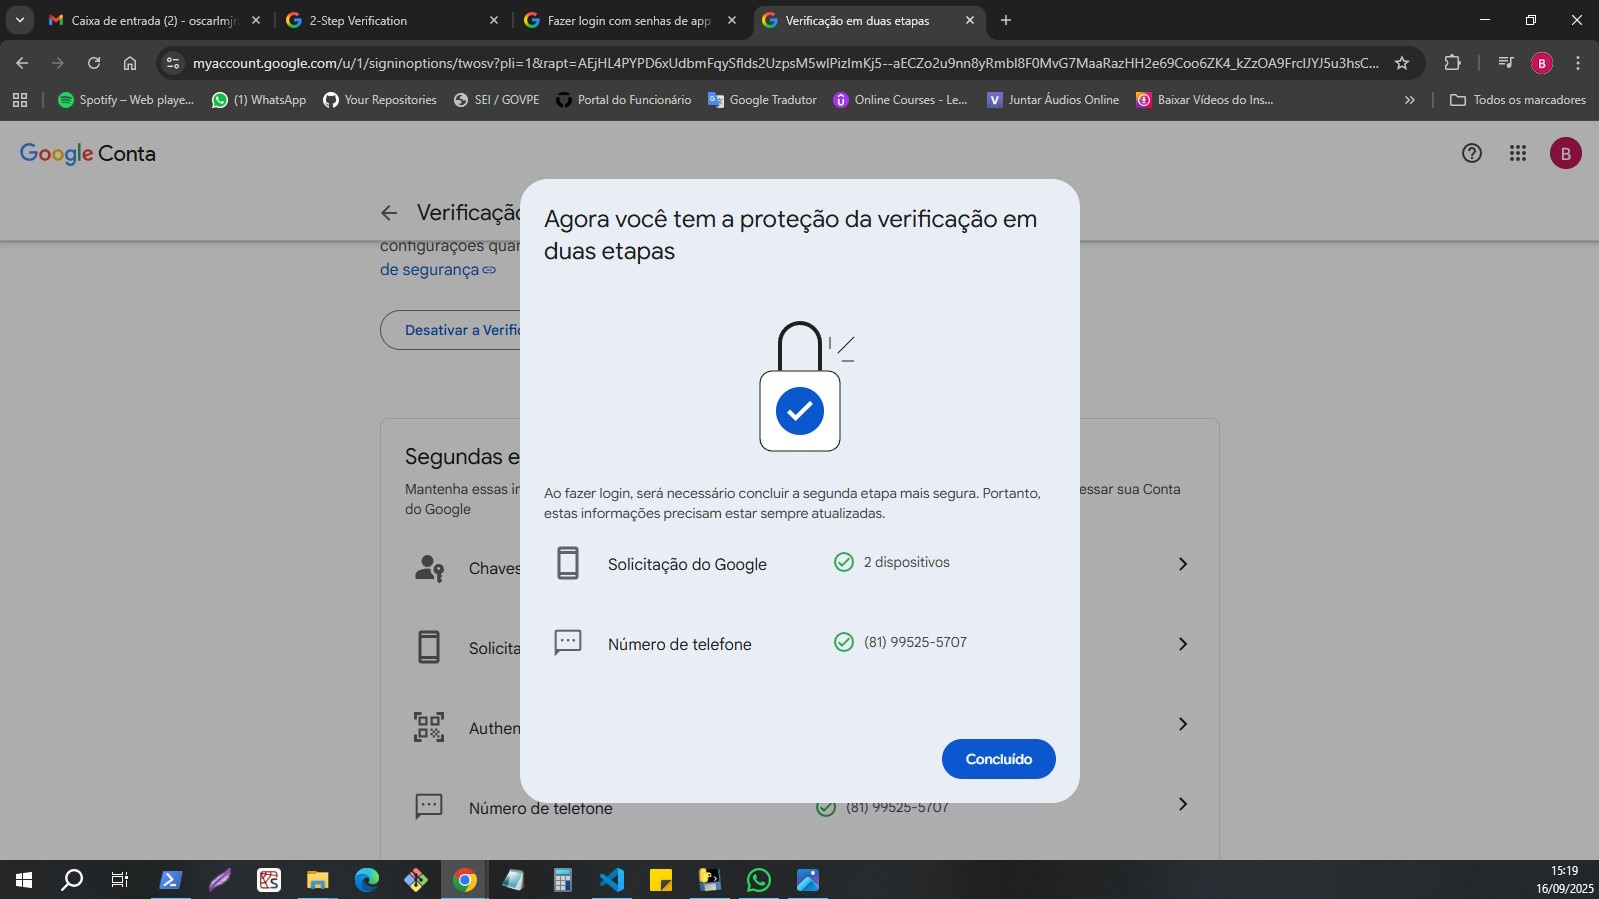 Caixa de entrada (2) - oscarlmjr
2-Step Verification
Fazer login com senhas de app
Verificação em duas etapas
myaccount.google.com/u/1/signinoptions/twosv?pli=1&rapt=AEjHL4PYPD6xUdbmFqySflds2UzpsM5wlPizlmKj5--aECZo2u9nn8yRmbl8F0MvG7MaaRazHH2e69Coo6ZK4_kZzOA9FrclJYJ5u3hsC...
B
Spotify – Web playe...
(1) WhatsApp
Your Repositories
SEI / GOVPE
Portal do Funcionário
Google Tradutor
Online Courses - Le...
Juntar Áudios Online
Baixar Vídeos do Ins...
Todos os marcadores
Google Conta
B
Verificação
configurações quan
de segurança
Desativar a Verific
Agora você tem a proteção da verificação em
duas etapas
Segundas e
Mantenha essas in
essar sua Conta
do Google
Ao fazer login, será necessário concluir a segunda etapa mais segura. Portanto,
estas informações precisam estar sempre atualizadas.
Chaves
Solicitação do Google
2 dispositivos
Solicita
Número de telefone
(81) 99525-5707
Authen
Concluído
Número de telefone
(81) 99525-5707
15:19
16/09/2025